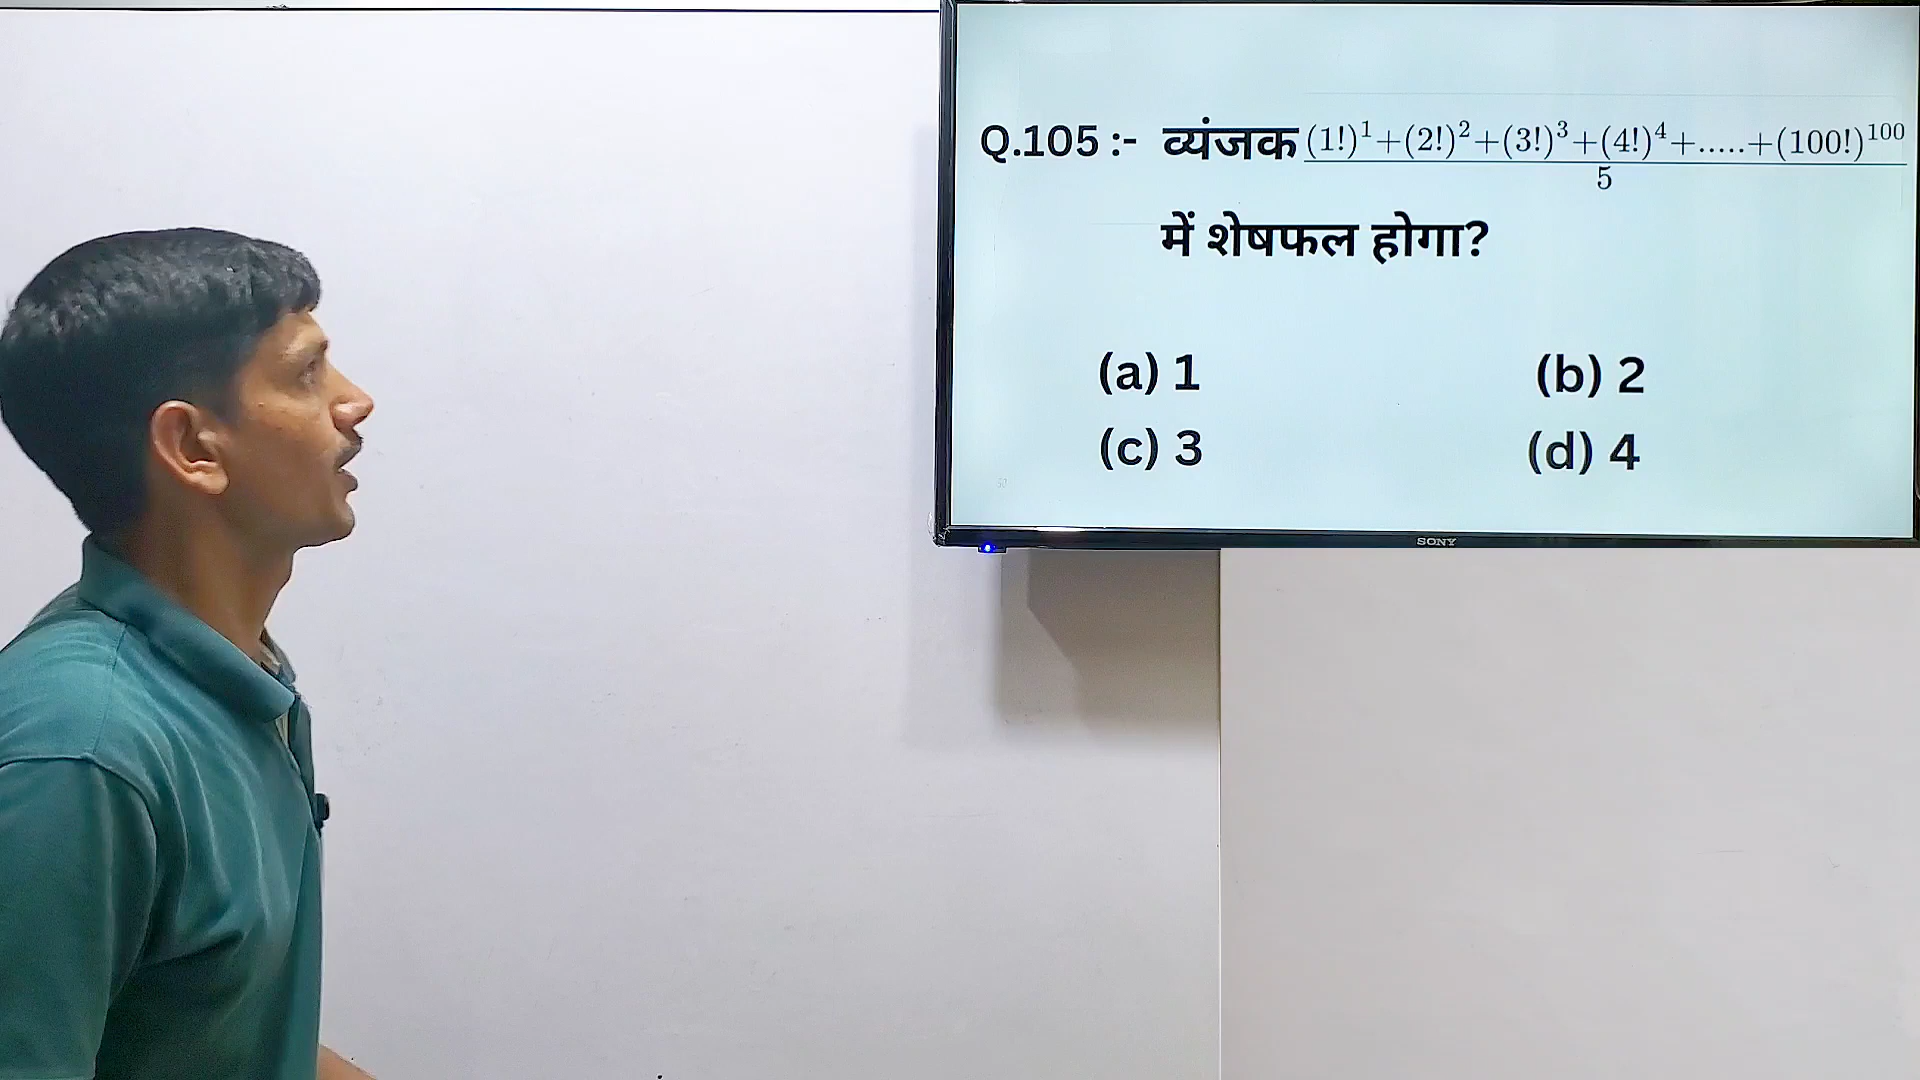 Q.105 :- व्यंजक \frac{(1!)^1+(2!)^2+(3!)^3+(4!)^4+.....+(100!)^{100}}{5}
में शेषफल होगा?
(a) 1 (b) 2
(c) 3 (d) 4
SONY